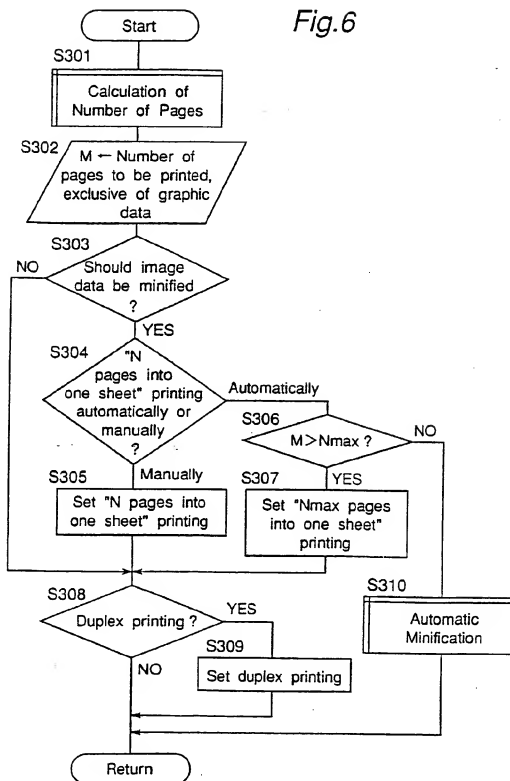 Fig.6
Start
S301
Calculation of
Number of Pages
S302
M ← Number of
pages to be printed,
exclusive of graphic
data
S303
NO
Should image
data be minified
?
YES
S304
"N
pages into
one sheet" printing
automatically or
manually
?
Automatically
S306
M>Nmax ?
NO
S305
Manually
Set "N pages into
one sheet" printing
S307
YES
Set "Nmax pages
into one sheet"
printing
S308
Duplex printing ?
YES
S310
Automatic
Minification
S309
NO
Set duplex printing
Return